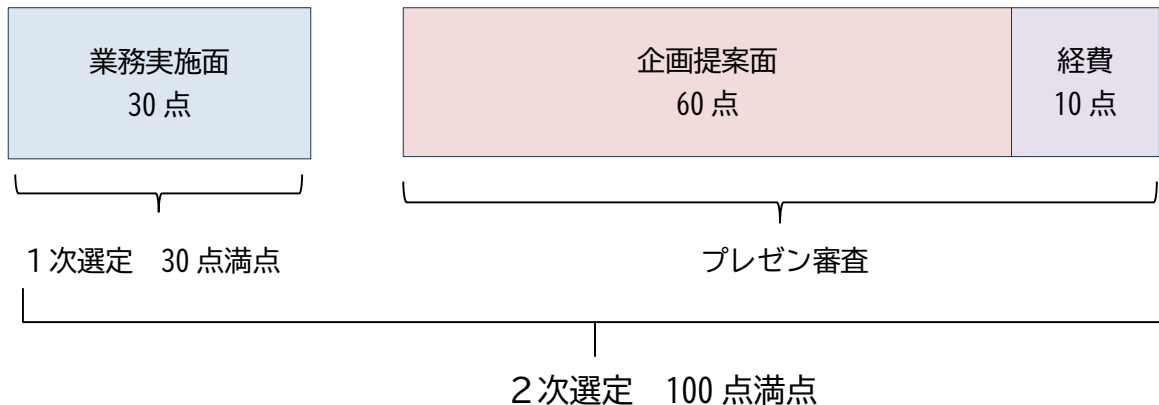 業務実施面
30 点
企画提案面
60 点
経費
10 点
1次選定　30 点満点
プレゼン審査
2次選定　100 点満点